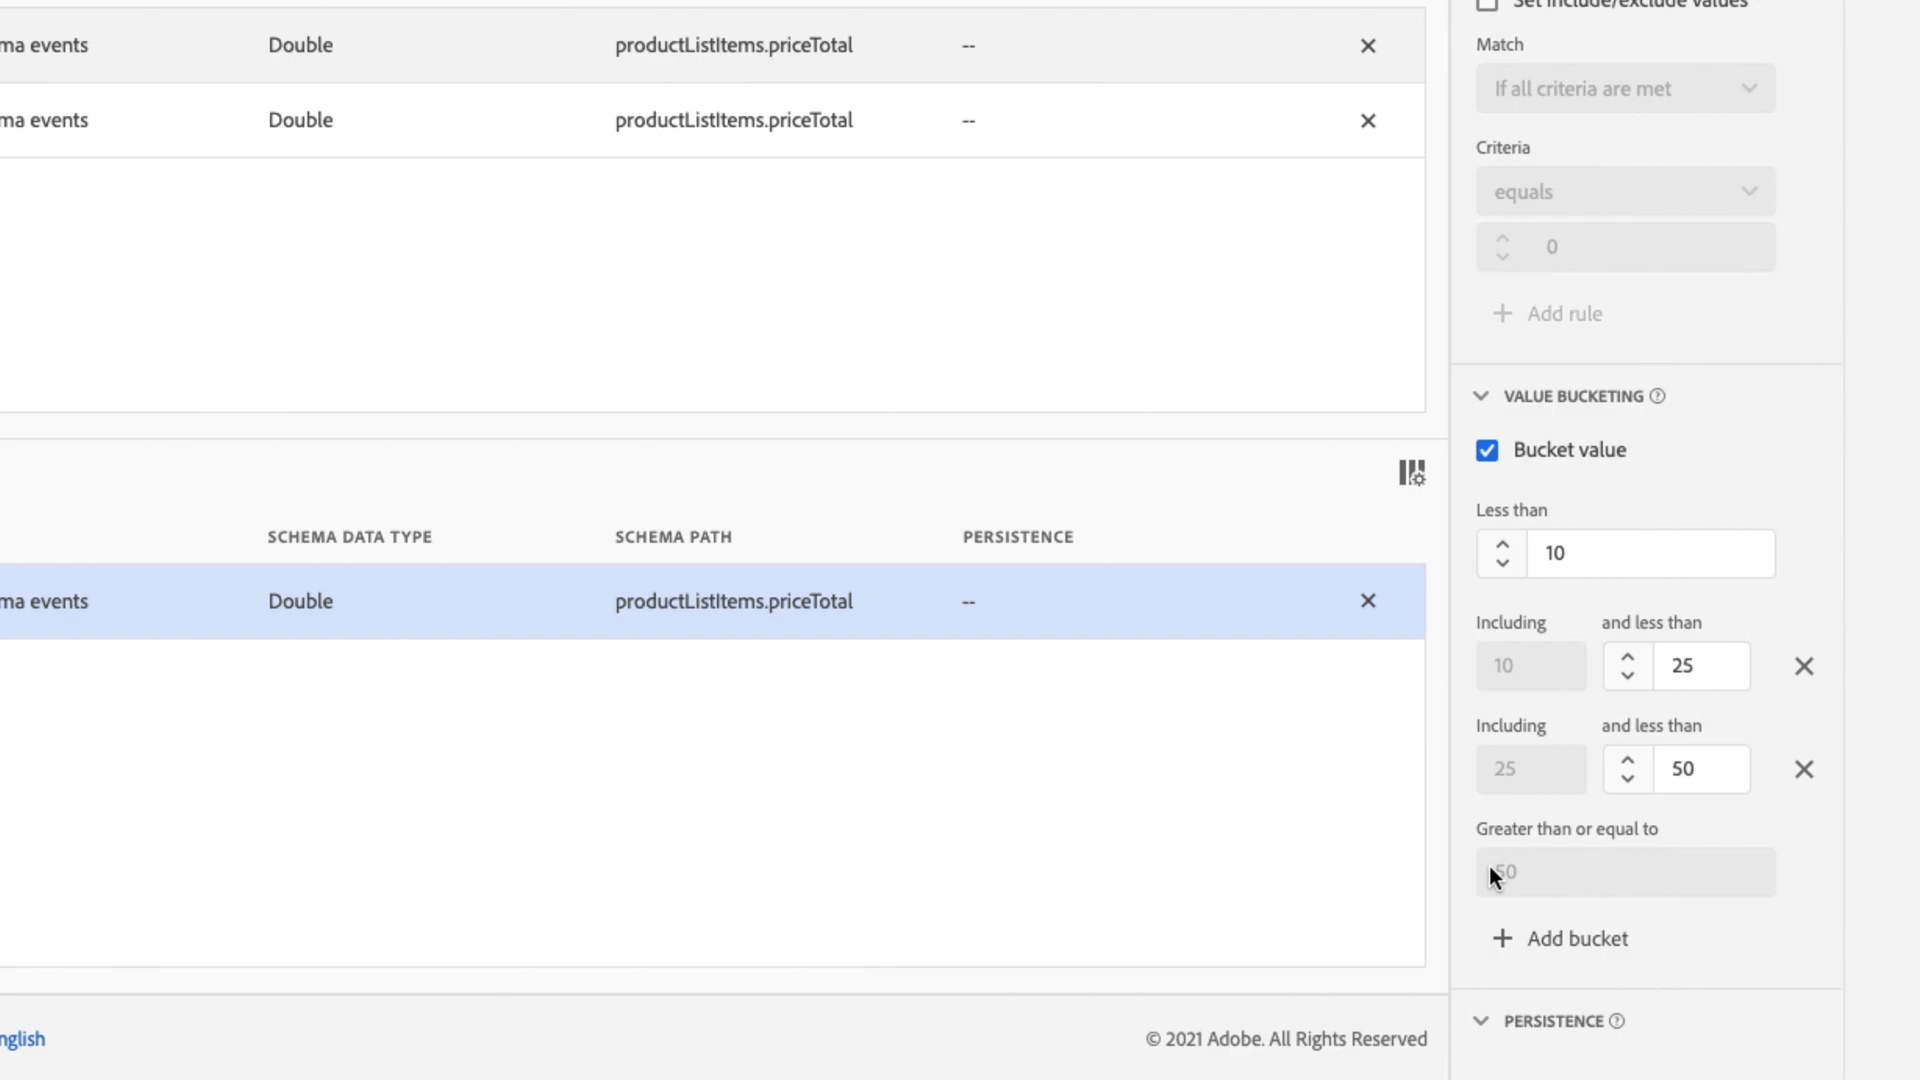 ma events Double productListItems.priceTotal --
ma events Double productListItems.priceTotal --
SCHEMA DATA TYPE SCHEMA PATH PERSISTENCE
ma events Double productListItems.priceTotal --
nglish
© 2021 Adobe. All Rights Reserved
Set include/exclude values
Match
If all criteria are met
Criteria
equals
0
Add rule
VALUE BUCKETING
Bucket value
Less than
10
Including and less than
10 25
Including and less than
25 50
Greater than or equal to
50
Add bucket
PERSISTENCE